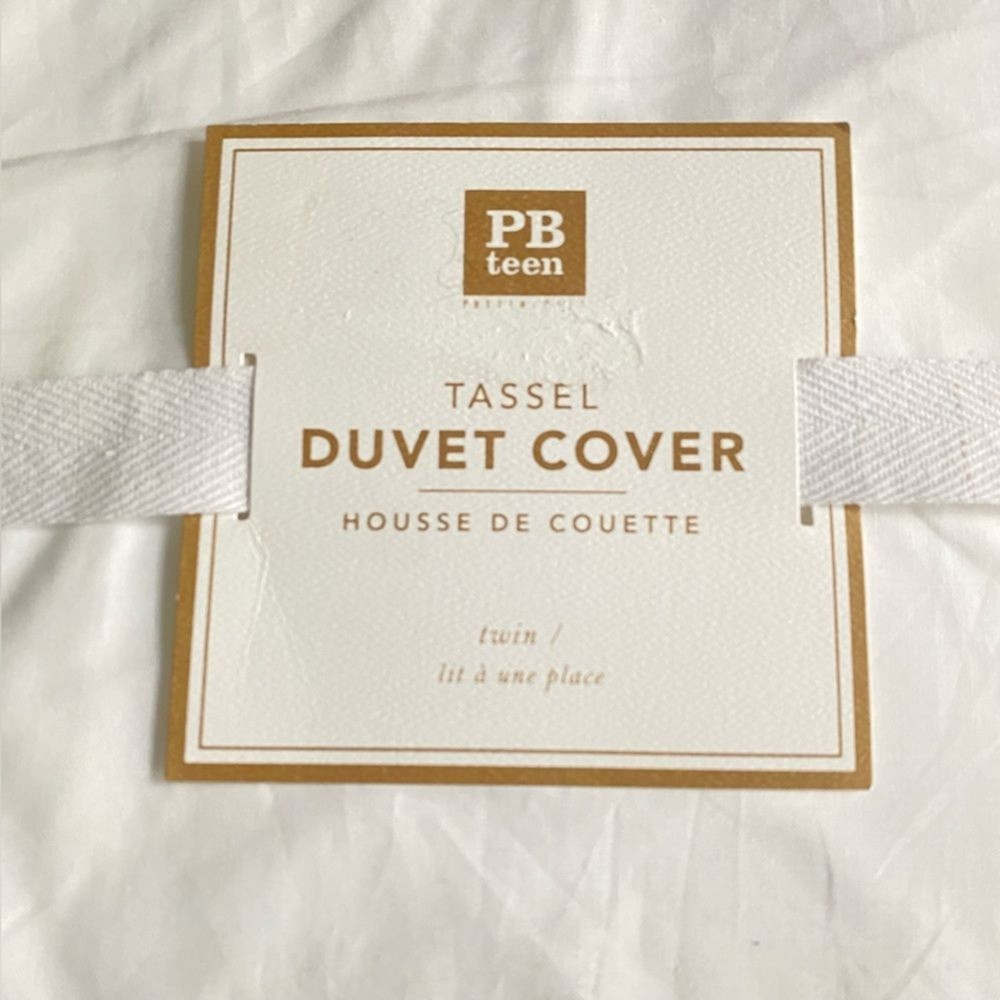 PB
teen
TASSEL
DUVET COVER
HOUSSE DE COUETTE
twin /
lit à une place